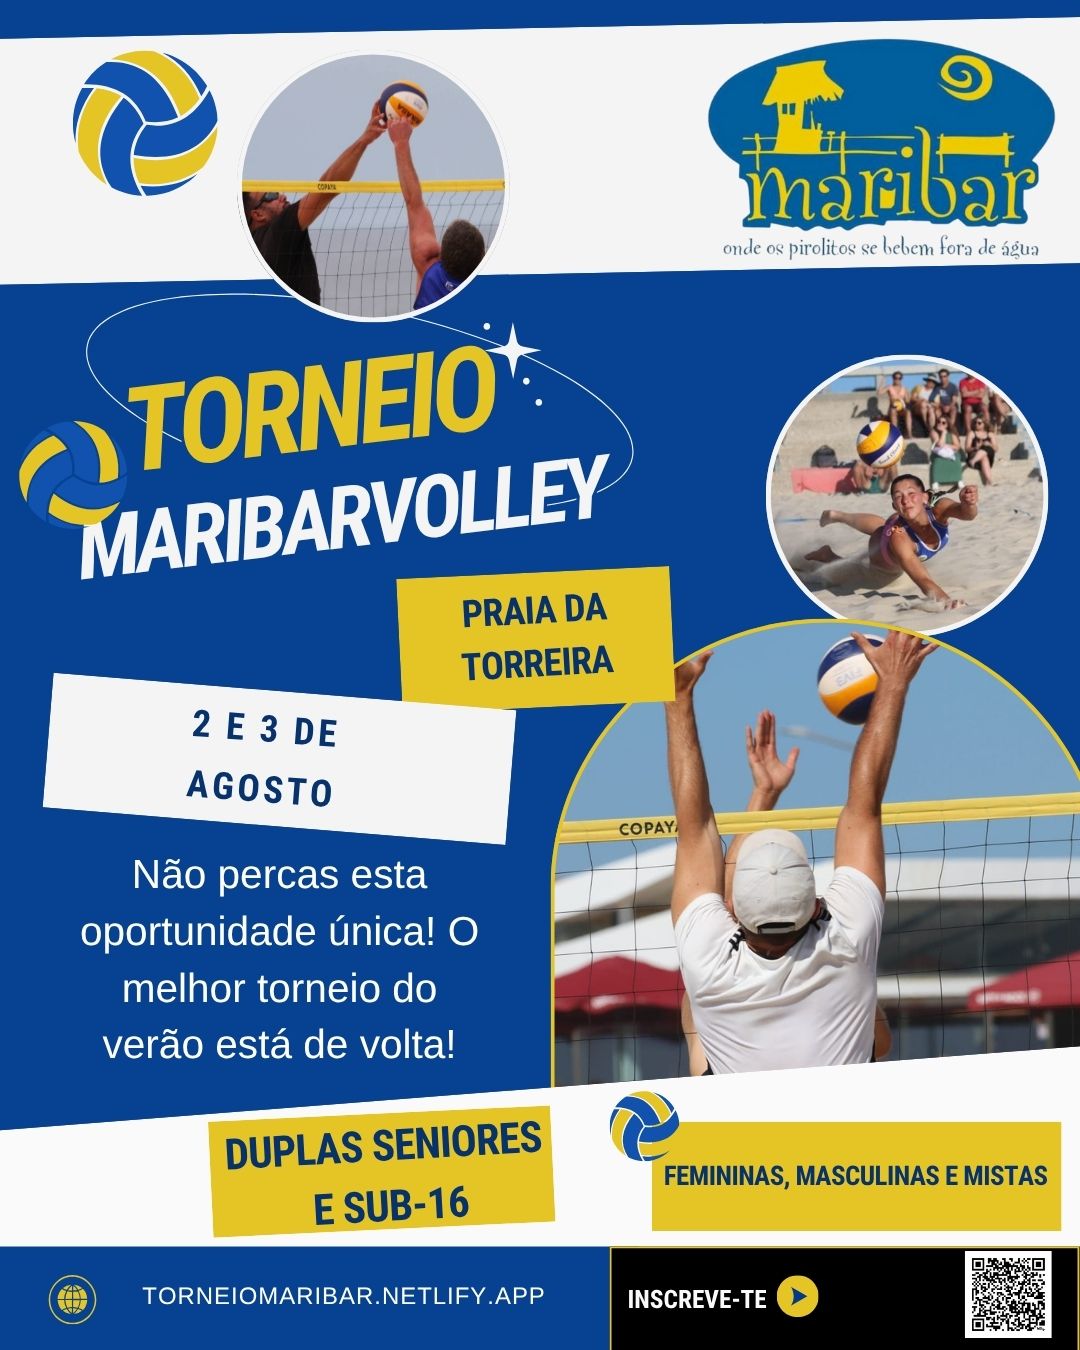 maribar
onde os pirolitos se bebem fora de água
COPAYA
TORNEIO
MARIBARVOLLEY
PRAIA DA
TORREIRA
2 E 3 DE
AGOSTO
COPAYA
Não percas esta
oportunidade única! O
melhor torneio do
verão está de volta!
DUPLAS SENIORES
E SUB-16
FEMININAS, MASCULINAS E MISTAS
TORNEIOMARIBAR.NETLIFY.APP
INSCREVE-TE